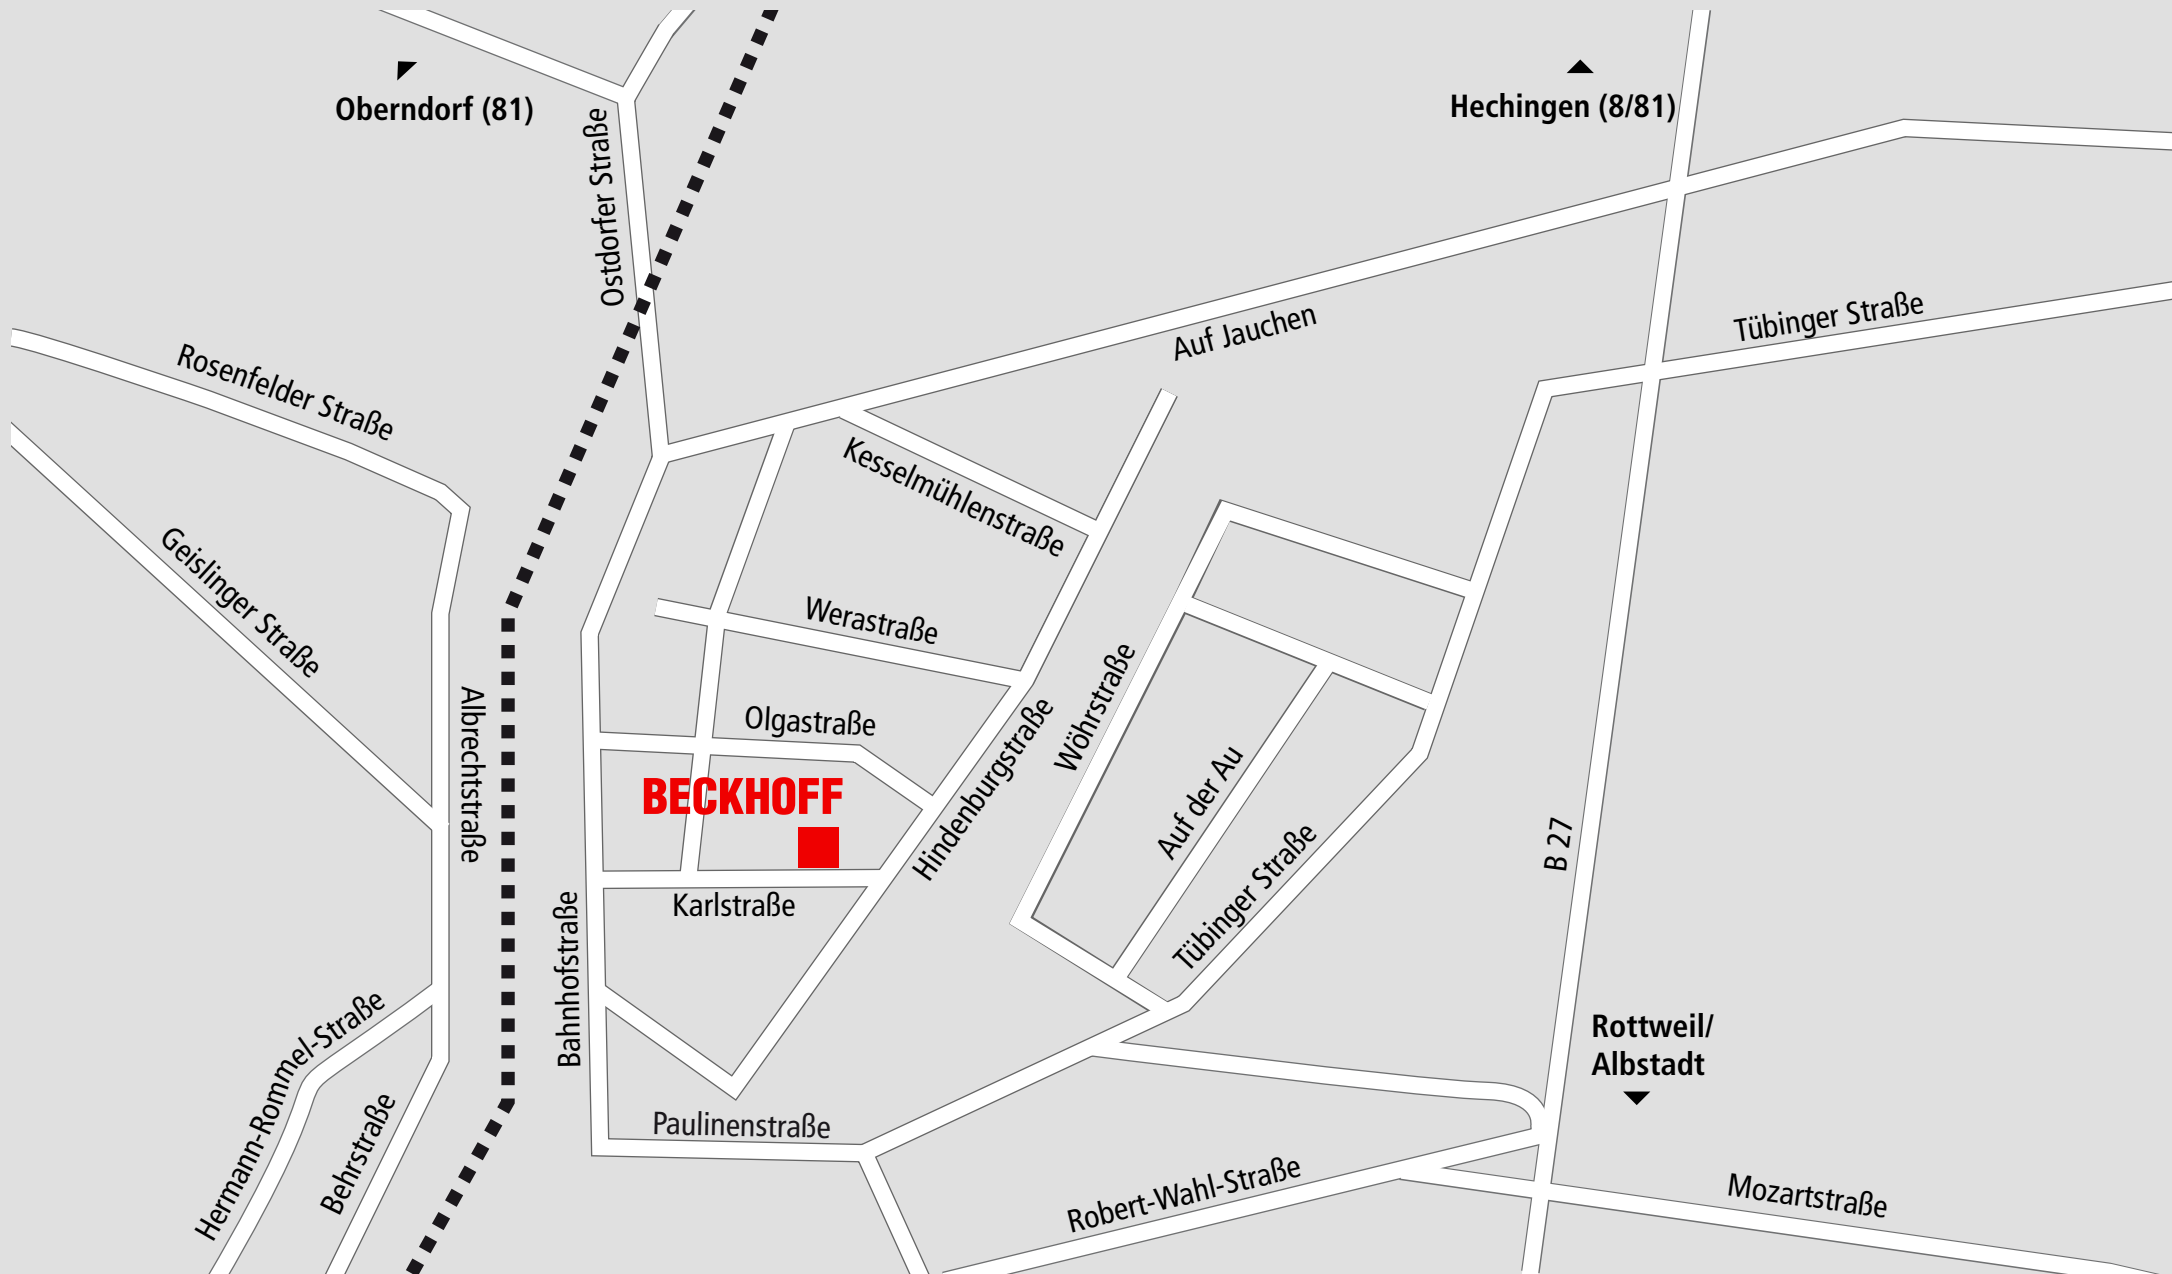 Oberndorf (81)
Hechingen (8/81)
Ostdorfer Straße
Auf Jauchen
Tübinger Straße
Rosenfelder Straße
Kesselmühlenstraße
Geislinger Straße
Werastraße
Wöhrstraße
Albrechtstraße
Olgastraße
Hindenburgstraße
BECKHOFF
Auf der Au
Tübinger Straße
B 27
Karlstraße
Bahnhofstraße
Hermann-Rommel-Straße
Rottweil/
Albstadt
Behrstraße
Paulinenstraße
Robert-Wahl-Straße
Mozartstraße